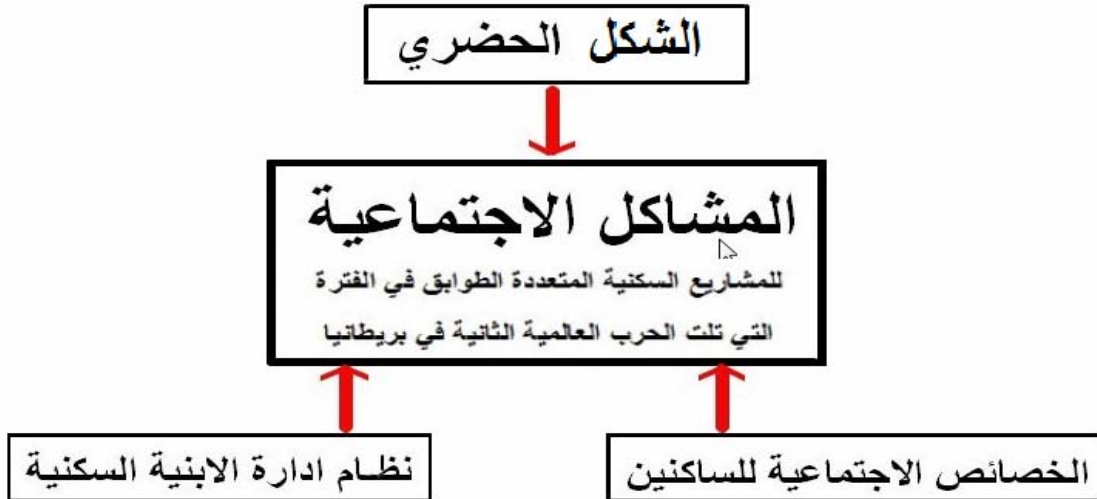 الشكل الحضري
المشاكل الاجتماعية
للمشاريع السكنية المتعددة الطوابق في الفترة
التي تلت الحرب العالمية الثانية في بريطانيا
الخصائص الاجتماعية للساكنين
نظام ادارة الابنية السكنية